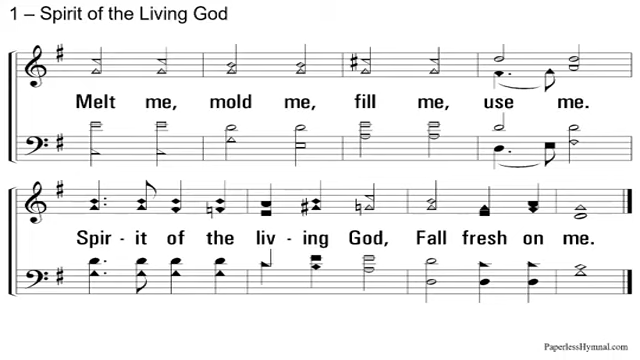 1 – Spirit of the Living God
Melt me, mold me, fill me, use me.
Spir - it of the liv - ing God, Fall fresh on me.
PaperlessHymnal.com